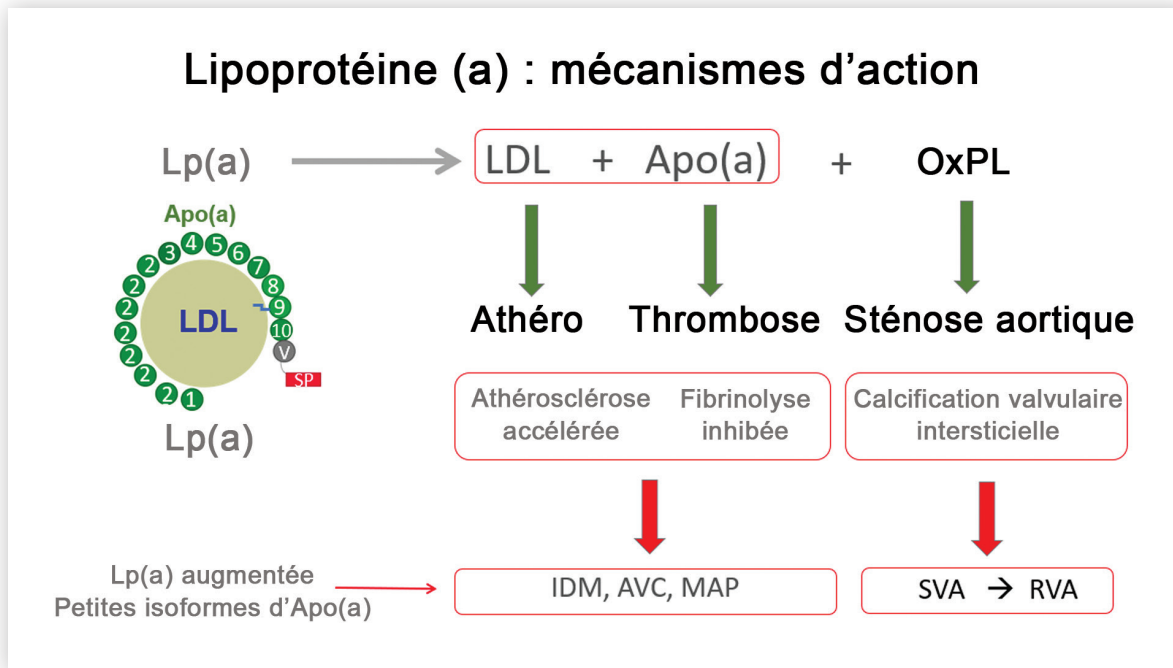 Lipoprotéine (a) : mécanismes d'action
Lp(a) LDL + Apo(a) + OxPL
Apo(a)
1 2 2 2 2 2 2 2 3 4 5 6 7 8 9 10 V
SP
LDL
Lp(a)
Athéro Thrombose Sténose aortique
Athérosclérose
accélérée
Fibrinolyse
inhibée
Calcification valvulaire
intersticielle
Lp(a) augmentée
Petites isoformes d'Apo(a)
IDM, AVC, MAP
SVA → RVA